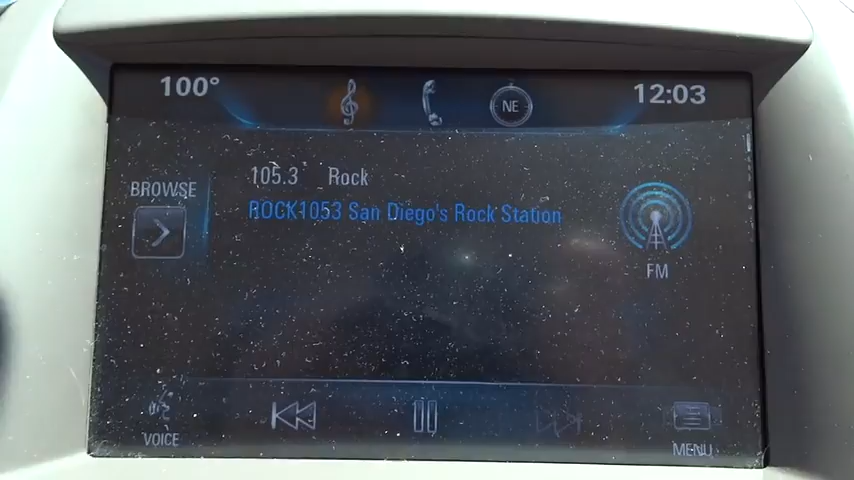 100° NE 12:03
105.3 Rock
BROWSE
ROCK1053 San Diego's Rock Station
FM
VOICE MENU